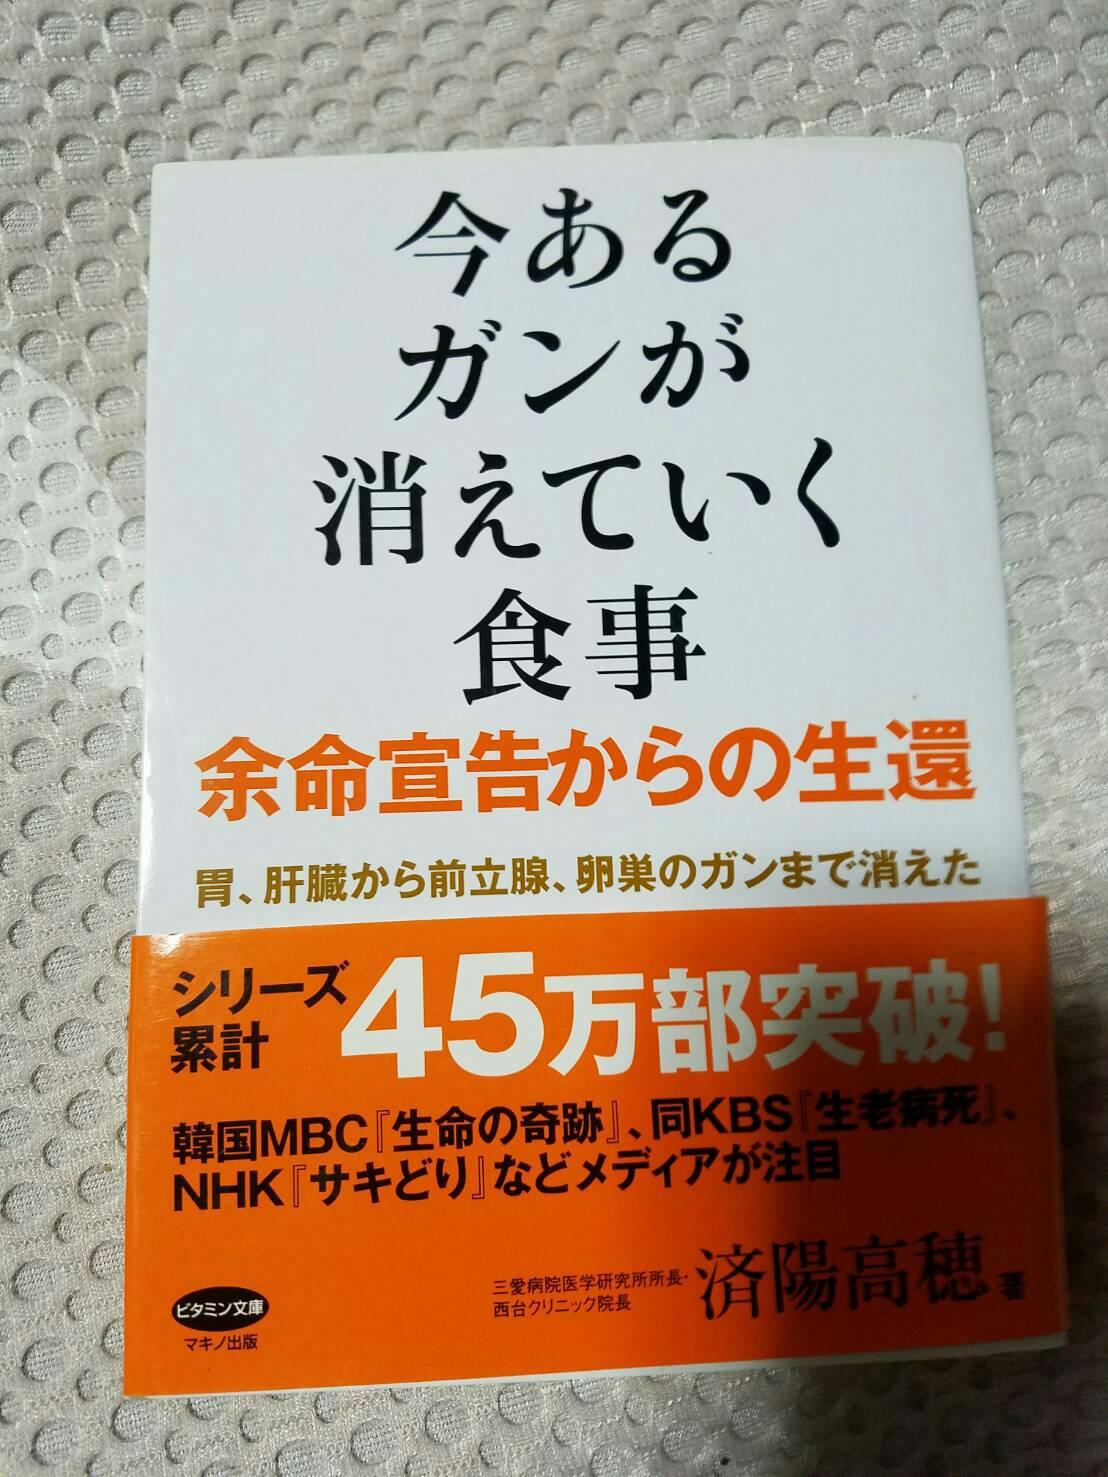 今ある
ガンが
消えていく
食事
余命宣告からの生還
胃、肝臓から前立腺、卵巣のガンまで消えた
シリーズ
累計
45万部突破!
韓国MBC『生命の奇跡』、同KBS『生老病死』、
NHK『サキどり』などメディアが注目
三愛病院医学研究所所長・
西台クリニック院長
済陽高穂 著
ビタミン文庫
マキノ出版